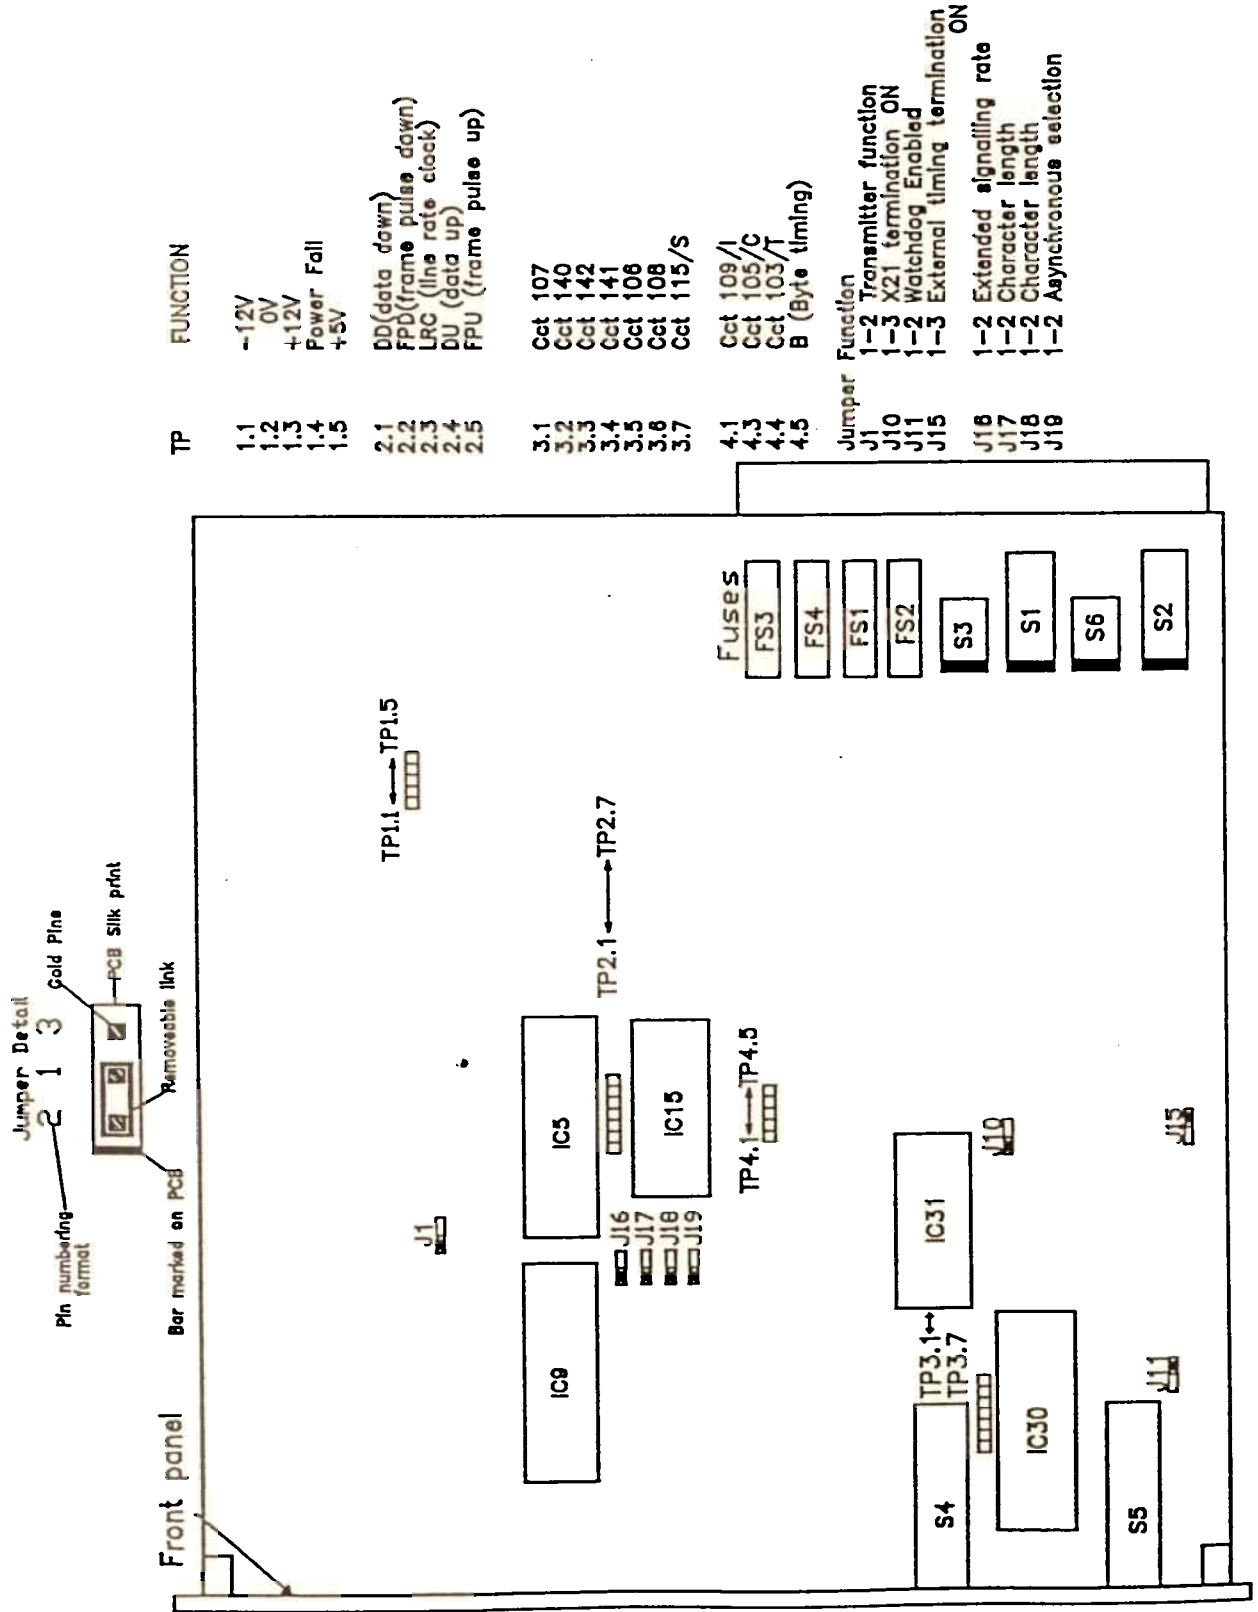 Jumper Detail
2 1 3
Gold Pins
PCB Silk print
Removeable link
Pin numbering
format
Bar marked on PCB
Front panel
TP1.1 TP1.5
TP2.1 TP2.7
TP4.1 TP4.5
TP3.1
TP3.7
J1
IC9
IC5
IC15
J16
J17
J18
J19
IC31
J10
IC30
S4
S5
J11
J15
Fuses
FS3
FS4
FS1
FS2
S3
S1
S6
S2
TP FUNCTION
1.1 -12V
1.2 0V
1.3 +12V
1.4 Power Fail
1.5 +5V
2.1 DD(data down)
2.2 FPD(frame pulse down)
2.3 LRC (line rate clock)
2.4 DU (data up)
2.5 FPU (frame pulse up)
3.1 Cct 107
3.2 Cct 140
3.3 Cct 142
3.4 Cct 141
3.5 Cct 106
3.6 Cct 108
3.7 Cct 115/S
4.1 Cct 109/I
4.3 Cct 105/C
4.4 Cct 103/T
4.5 B (Byte timing)
Jumper Function
J1 1-2 Transmitter function
J10 1-3 X21 termination ON
J11 1-2 Watchdog Enabled
J15 1-3 External timing termination
ON
J16 1-2 Extended signalling rate
J17 1-2 Character length
J18 1-2 Character length
J19 1-2 Asynchronous selection